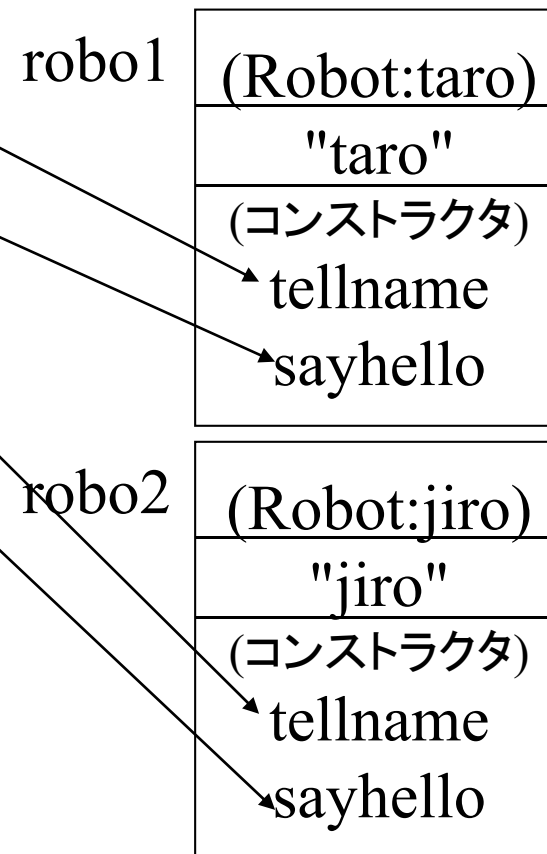 robo1
(Robot:taro)
"taro"
(コンストラクタ)
tellname
sayhello
robo2
(Robot:jiro)
"jiro"
(コンストラクタ)
tellname
sayhello